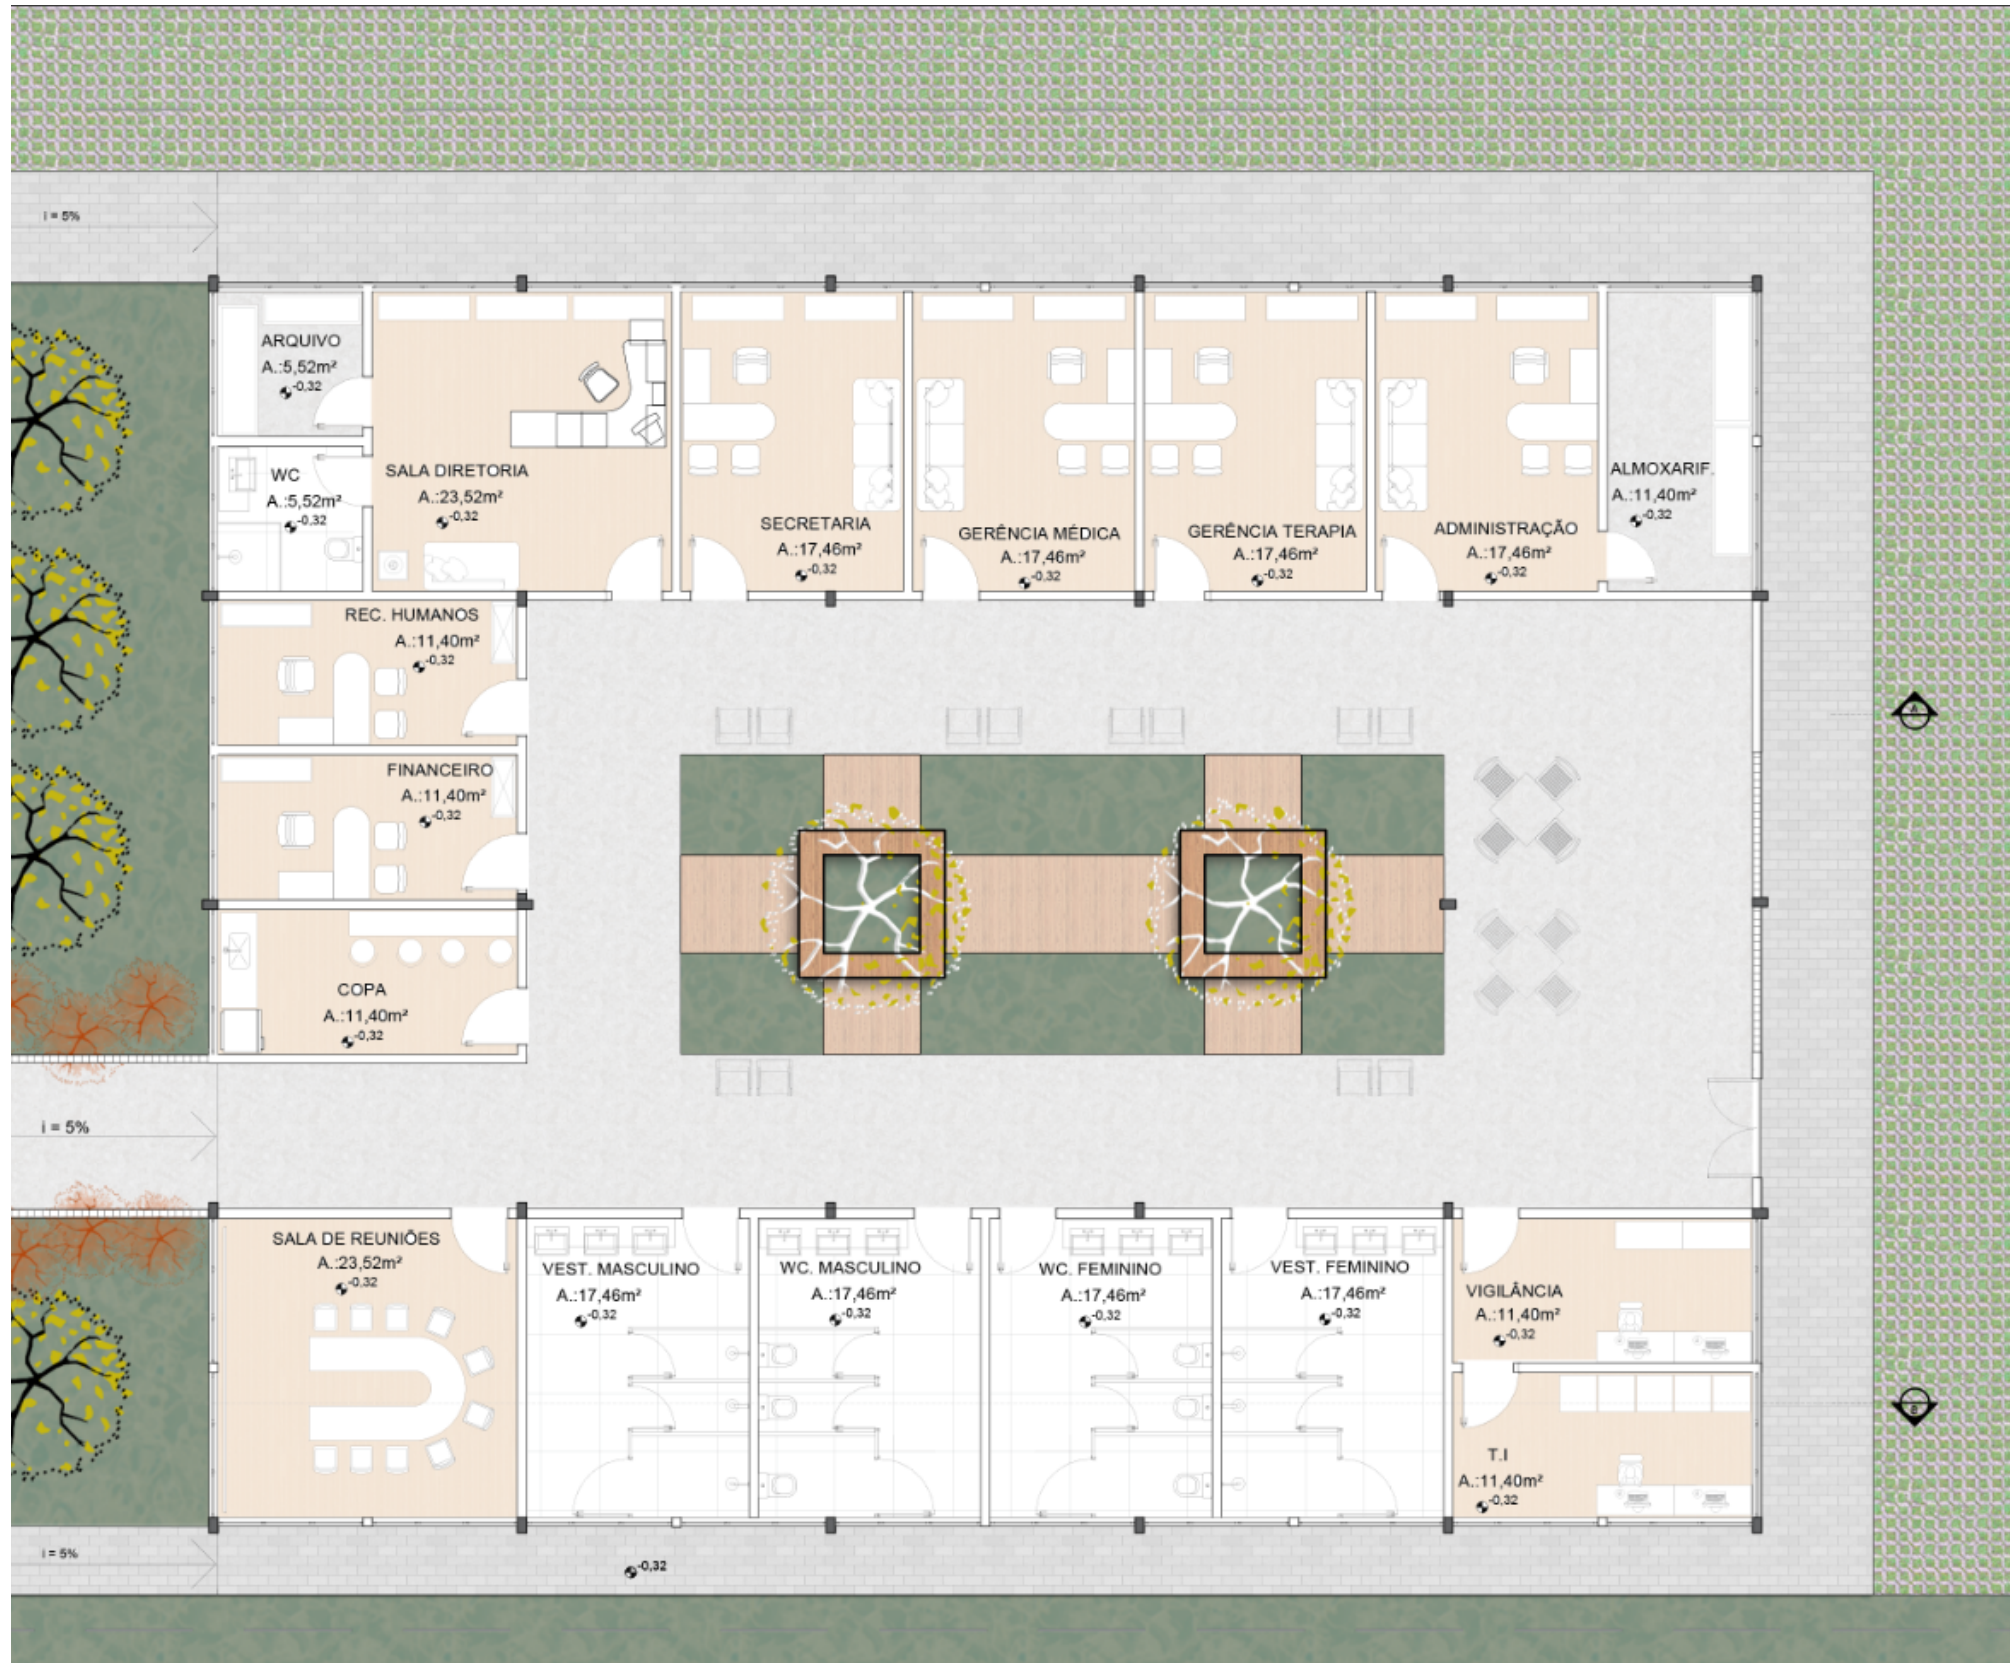 i = 5%
ARQUIVO
A.:5,52m²
-0,32
WC
A.:5,52m²
-0,32
SALA DIRETORIA
A.:23,52m²
-0,32
SECRETARIA
A.:17,46m²
-0,32
GERÊNCIA MÉDICA
A.:17,46m²
-0,32
GERÊNCIA TERAPIA
A.:17,46m²
-0,32
ADMINISTRAÇÃO
A.:17,46m²
-0,32
ALMOXARIF.
A.:11,40m²
-0,32
REC. HUMANOS
A.:11,40m²
-0,32
A
FINANCEIRO
A.:11,40m²
-0,32
COPA
A.:11,40m²
-0,32
i = 5%
SALA DE REUNIÕES
A.:23,52m²
-0,32
VEST. MASCULINO
A.:17,46m²
-0,32
WC. MASCULINO
A.:17,46m²
-0,32
WC. FEMININO
A.:17,46m²
-0,32
VEST. FEMININO
A.:17,46m²
-0,32
VIGILÂNCIA
A.:11,40m²
-0,32
B
T.I
A.:11,40m²
-0,32
i = 5%
-0,32